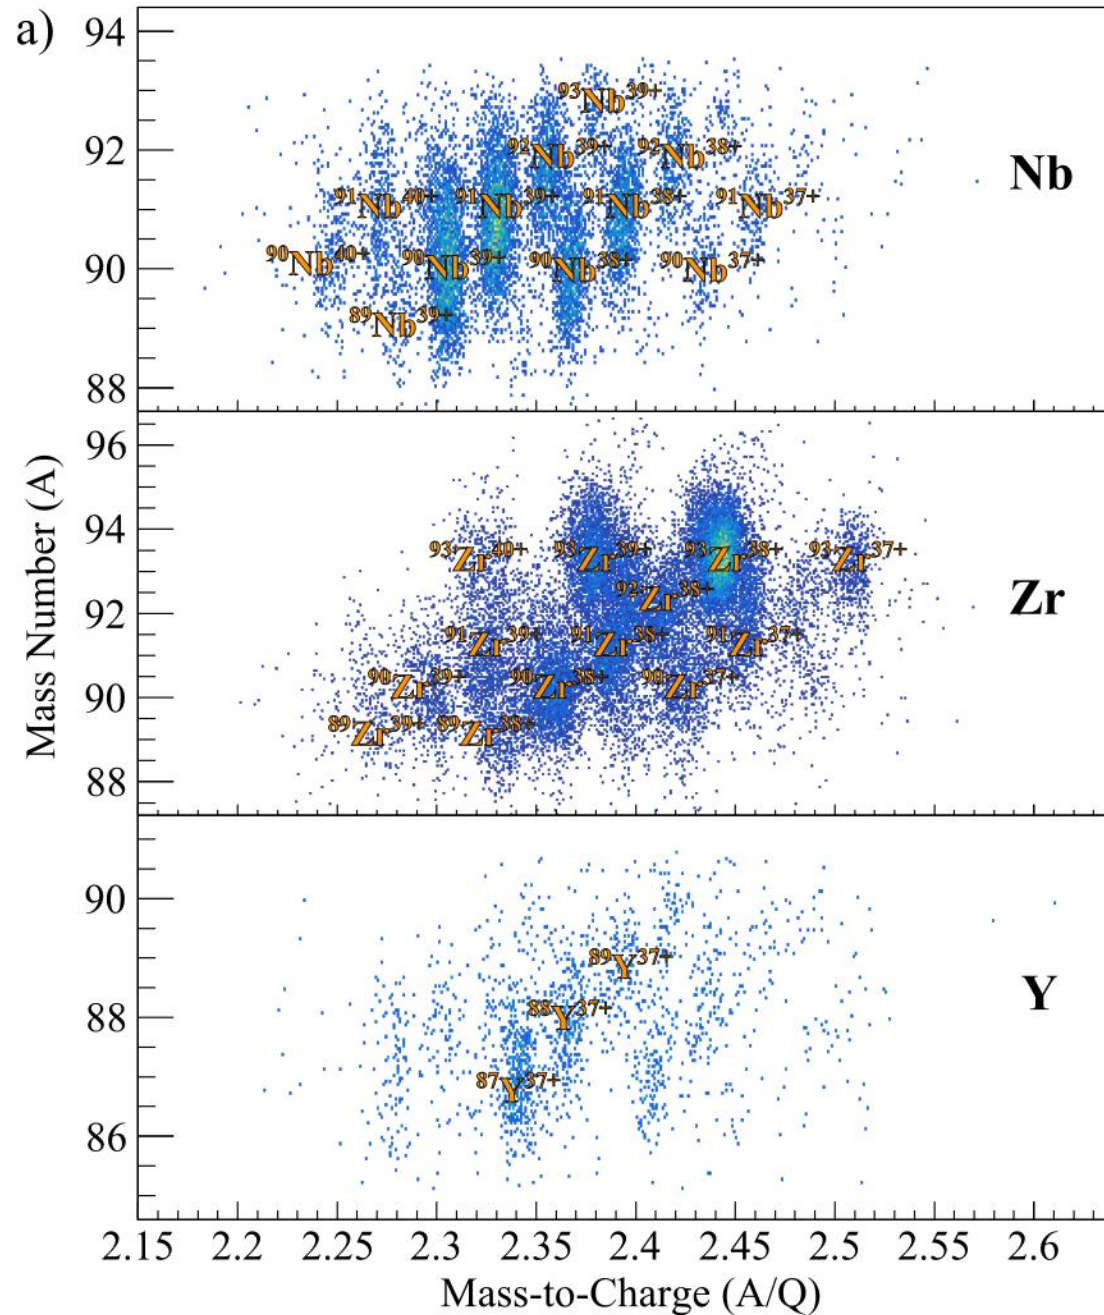 a)
94
92
90
88
⁹³Nb³⁹⁺
⁹²Nb³⁹⁺ ⁹²Nb³⁸⁺
⁹¹Nb⁴⁰⁺ ⁹¹Nb³⁹⁺ ⁹¹Nb³⁸⁺ ⁹¹Nb³⁷⁺
⁹⁰Nb⁴⁰⁺ ⁹⁰Nb³⁹⁺ ⁹⁰Nb³⁸⁺ ⁹⁰Nb³⁷⁺
⁸⁹Nb³⁹⁺
Nb
Mass Number (A)
96
94
92
90
88
⁹³Zr⁴⁰⁺ ⁹³Zr³⁹⁺ ⁹³Zr³⁸⁺ ⁹³Zr³⁷⁺
⁹²Zr³⁸⁺
⁹¹Zr³⁹⁺ ⁹¹Zr³⁸⁺ ⁹¹Zr³⁷⁺
⁹⁰Zr³⁹⁺ ⁹⁰Zr³⁸⁺ ⁹⁰Zr³⁷⁺
⁸⁹Zr³⁹⁺ ⁸⁹Zr³⁸⁺
Zr
90
88
86
⁸⁹Y³⁷⁺
⁸⁸Y³⁷⁺
⁸⁷Y³⁷⁺
Y
2.15 2.2 2.25 2.3 2.35 2.4 2.45 2.5 2.55 2.6
Mass-to-Charge (A/Q)